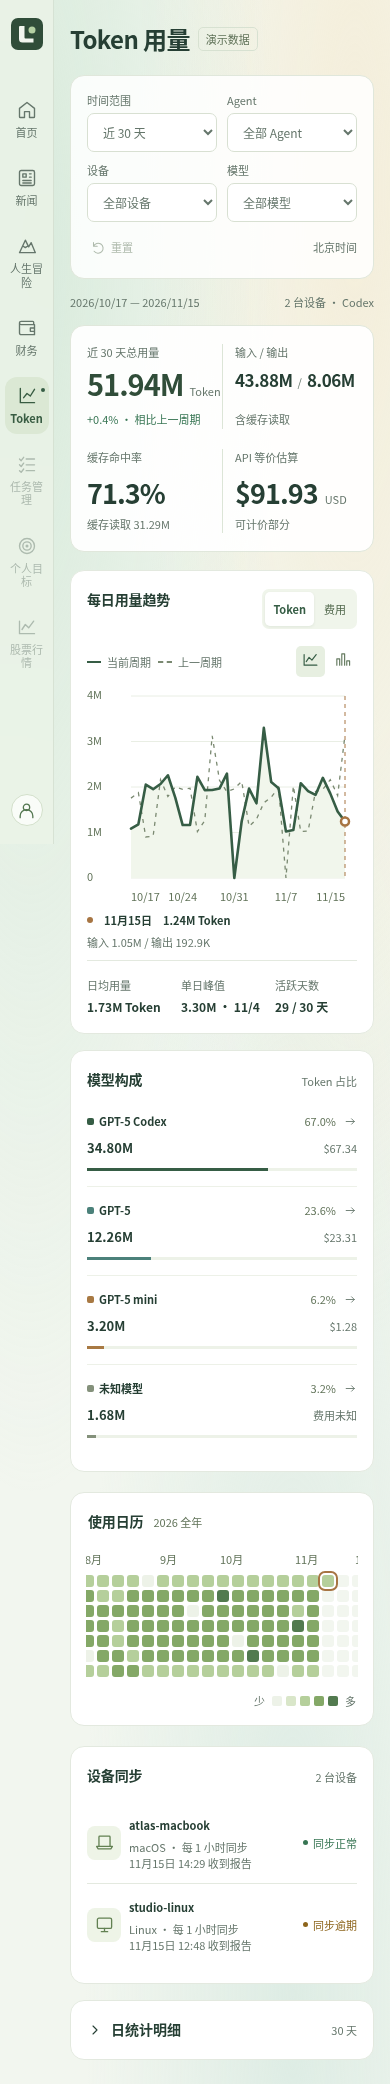 Token 用量
演示数据
首页
新闻
人生冒
险
财务
Token
任务管
理
个人目
标
股票行
情
时间范围
Agent
近 30 天
全部 Agent
设备
模型
全部设备
全部模型
重置
北京时间
2026/10/17 — 2026/11/15
2 台设备 · Codex
近 30 天总用量
51.94M Token
+0.4% · 相比上一周期
输入 / 输出
43.88M / 8.06M
含缓存读取
缓存命中率
71.3%
缓存读取 31.29M
API 等价估算
$91.93 USD
可计价部分
每日用量趋势
Token
费用
当前周期
上一周期
4M
3M
2M
1M
0
10/17 10/24 10/31 11/7 11/15
11月15日 1.24M Token
输入 1.05M / 输出 192.9K
日均用量
1.73M Token
单日峰值
3.30M · 11/4
活跃天数
29 / 30 天
模型构成
Token 占比
GPT-5 Codex
67.0% →
34.80M
$67.34
GPT-5
23.6% →
12.26M
$23.31
GPT-5 mini
6.2% →
3.20M
$1.28
未知模型
3.2% →
1.68M
费用未知
使用日历 2026 全年
8月 9月 10月 11月
少
多
设备同步
2 台设备
atlas-macbook
macOS · 每 1 小时同步
11月15日 14:29 收到报告
同步正常
studio-linux
Linux · 每 1 小时同步
11月15日 12:48 收到报告
同步逾期
日统计明细
30 天